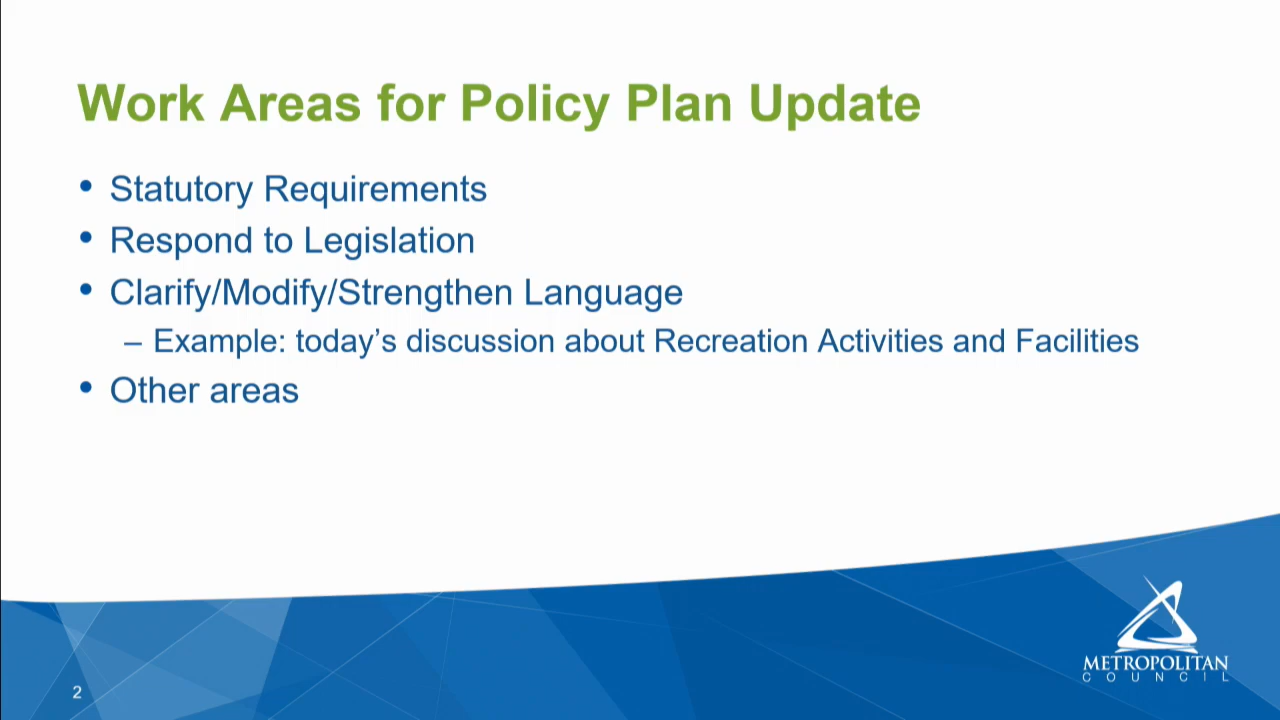 Work Areas for Policy Plan Update
• Statutory Requirements
• Respond to Legislation
• Clarify/Modify/Strengthen Language
– Example: today’s discussion about Recreation Activities and Facilities
• Other areas
METROPOLITAN
COUNCIL
2